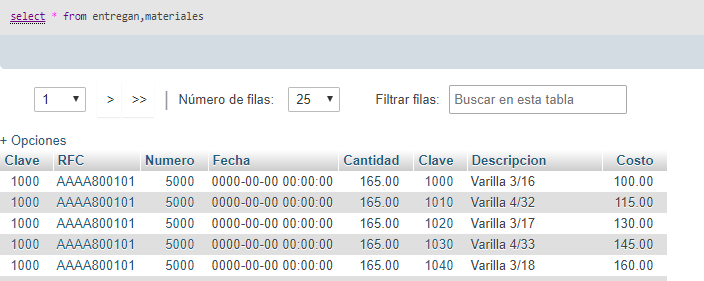 select * from entregan,materiales
1 > >> Número de filas: 25 Filtrar filas: Buscar en esta tabla
+ Opciones
Clave RFC Numero Fecha Cantidad Clave Descripcion Costo
1000 AAAA800101 5000 0000-00-00 00:00:00 165.00 1000 Varilla 3/16 100.00
1000 AAAA800101 5000 0000-00-00 00:00:00 165.00 1010 Varilla 4/32 115.00
1000 AAAA800101 5000 0000-00-00 00:00:00 165.00 1020 Varilla 3/17 130.00
1000 AAAA800101 5000 0000-00-00 00:00:00 165.00 1030 Varilla 4/33 145.00
1000 AAAA800101 5000 0000-00-00 00:00:00 165.00 1040 Varilla 3/18 160.00